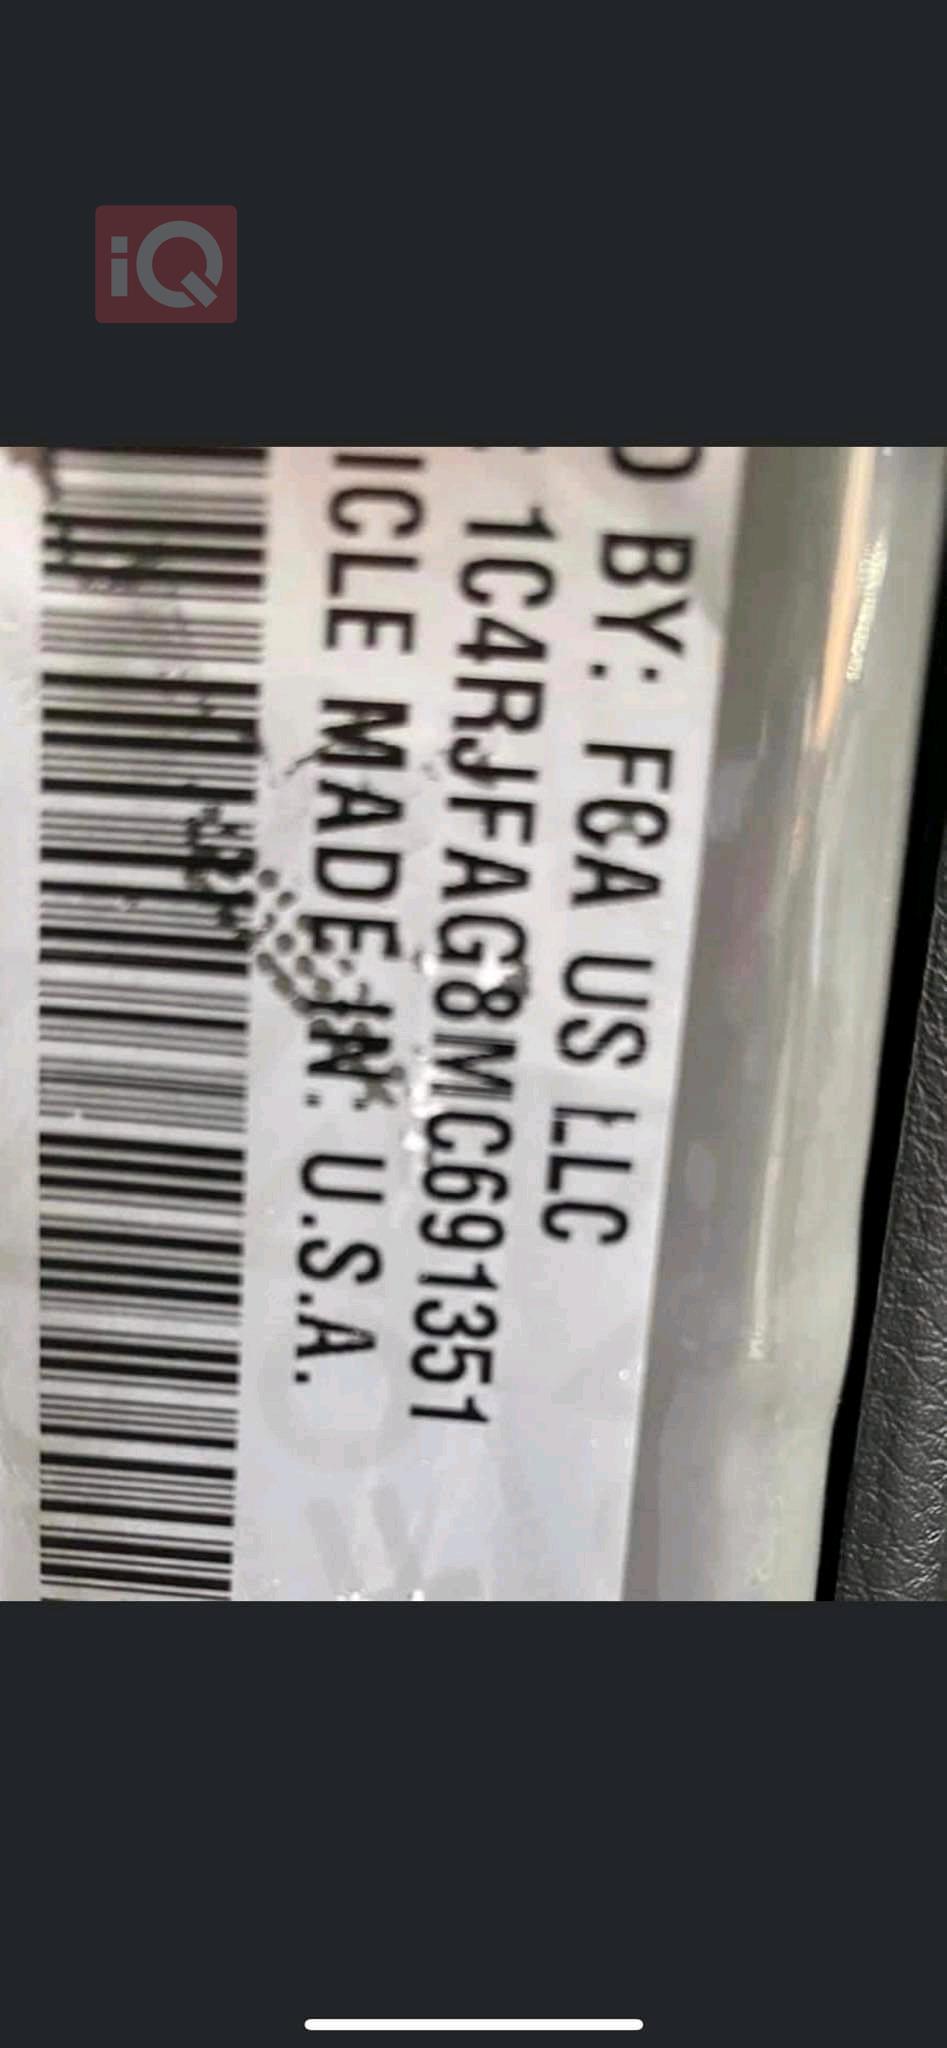 iQ
D BY: FCA US LLC
1C4RJFAG8MC691351
ICLE MADE IN: U.S.A.